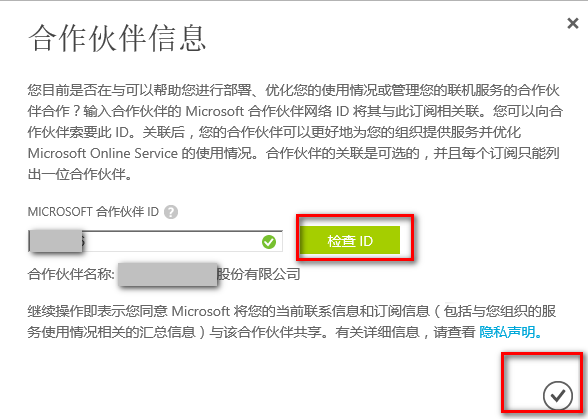 合作伙伴信息
您目前是否在与可以帮助您进行部署、优化您的使用情况或管理您的联机服务的合作伙
伴合作？输入合作伙伴的 Microsoft 合作伙伴网络 ID 将其与此订阅相关联。您可以向合
作伙伴索要此 ID。关联后，您的合作伙伴可以更好地为您的组织提供服务并优化
Microsoft Online Service 的使用情况。合作伙伴的关联是可选的，并且每个订阅只能列
出一位合作伙伴。
MICROSOFT 合作伙伴 ID ?
检查 ID
合作伙伴名称: 股份有限公司
继续操作即表示您同意 Microsoft 将您的当前联系信息和订阅信息（包括与您组织的服
务使用情况相关的汇总信息）与该合作伙伴共享。有关详细信息，请查看 隐私声明。